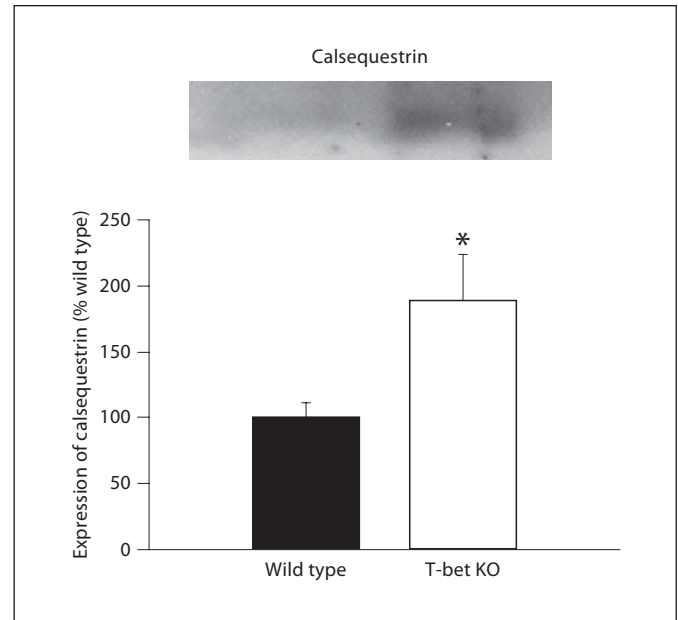 Calsequestrin
Expression of calsequestrin (% wild type)
250
200
150
100
50
0
*
Wild type
T-bet KO